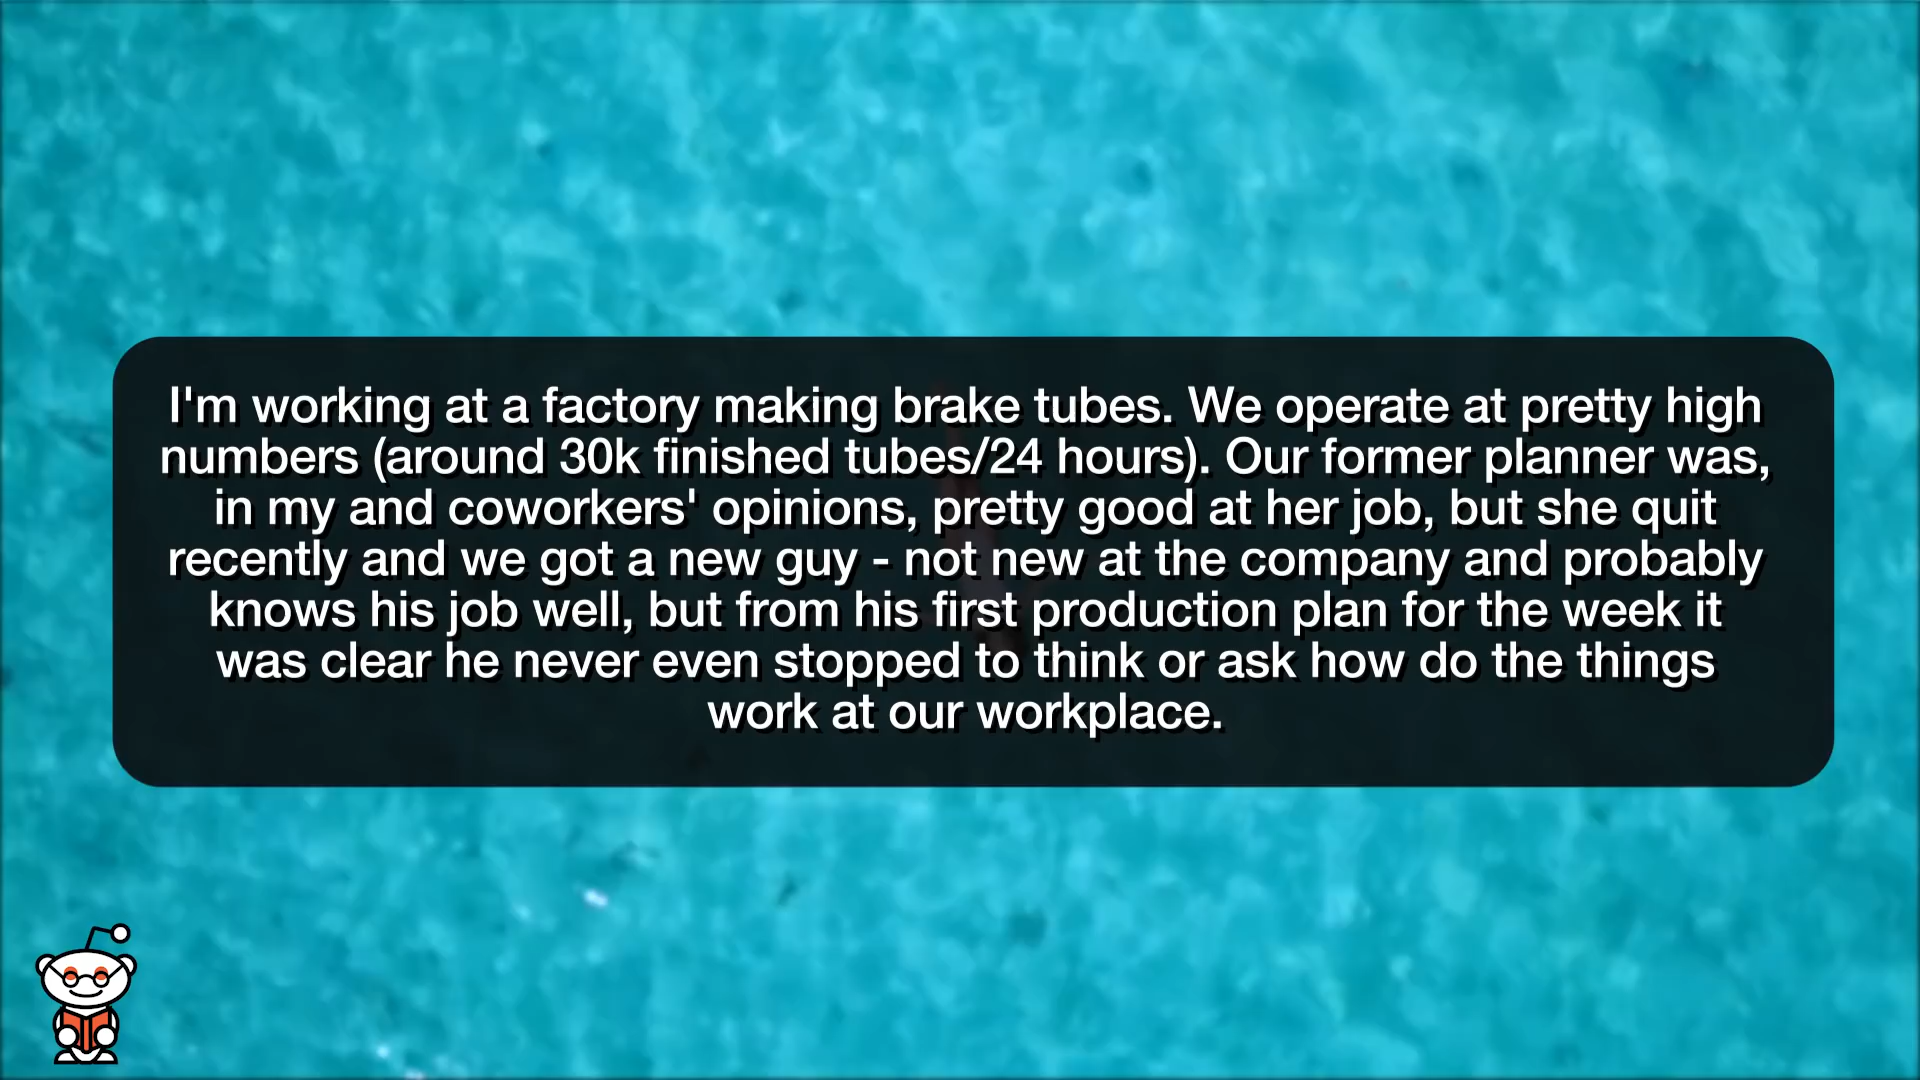 I'm working at a factory making brake tubes. We operate at pretty high
numbers (around 30k finished tubes/24 hours). Our former planner was,
in my and coworkers' opinions, pretty good at her job, but she quit
recently and we got a new guy - not new at the company and probably
knows his job well, but from his first production plan for the week it
was clear he never even stopped to think or ask how do the things
work at our workplace.